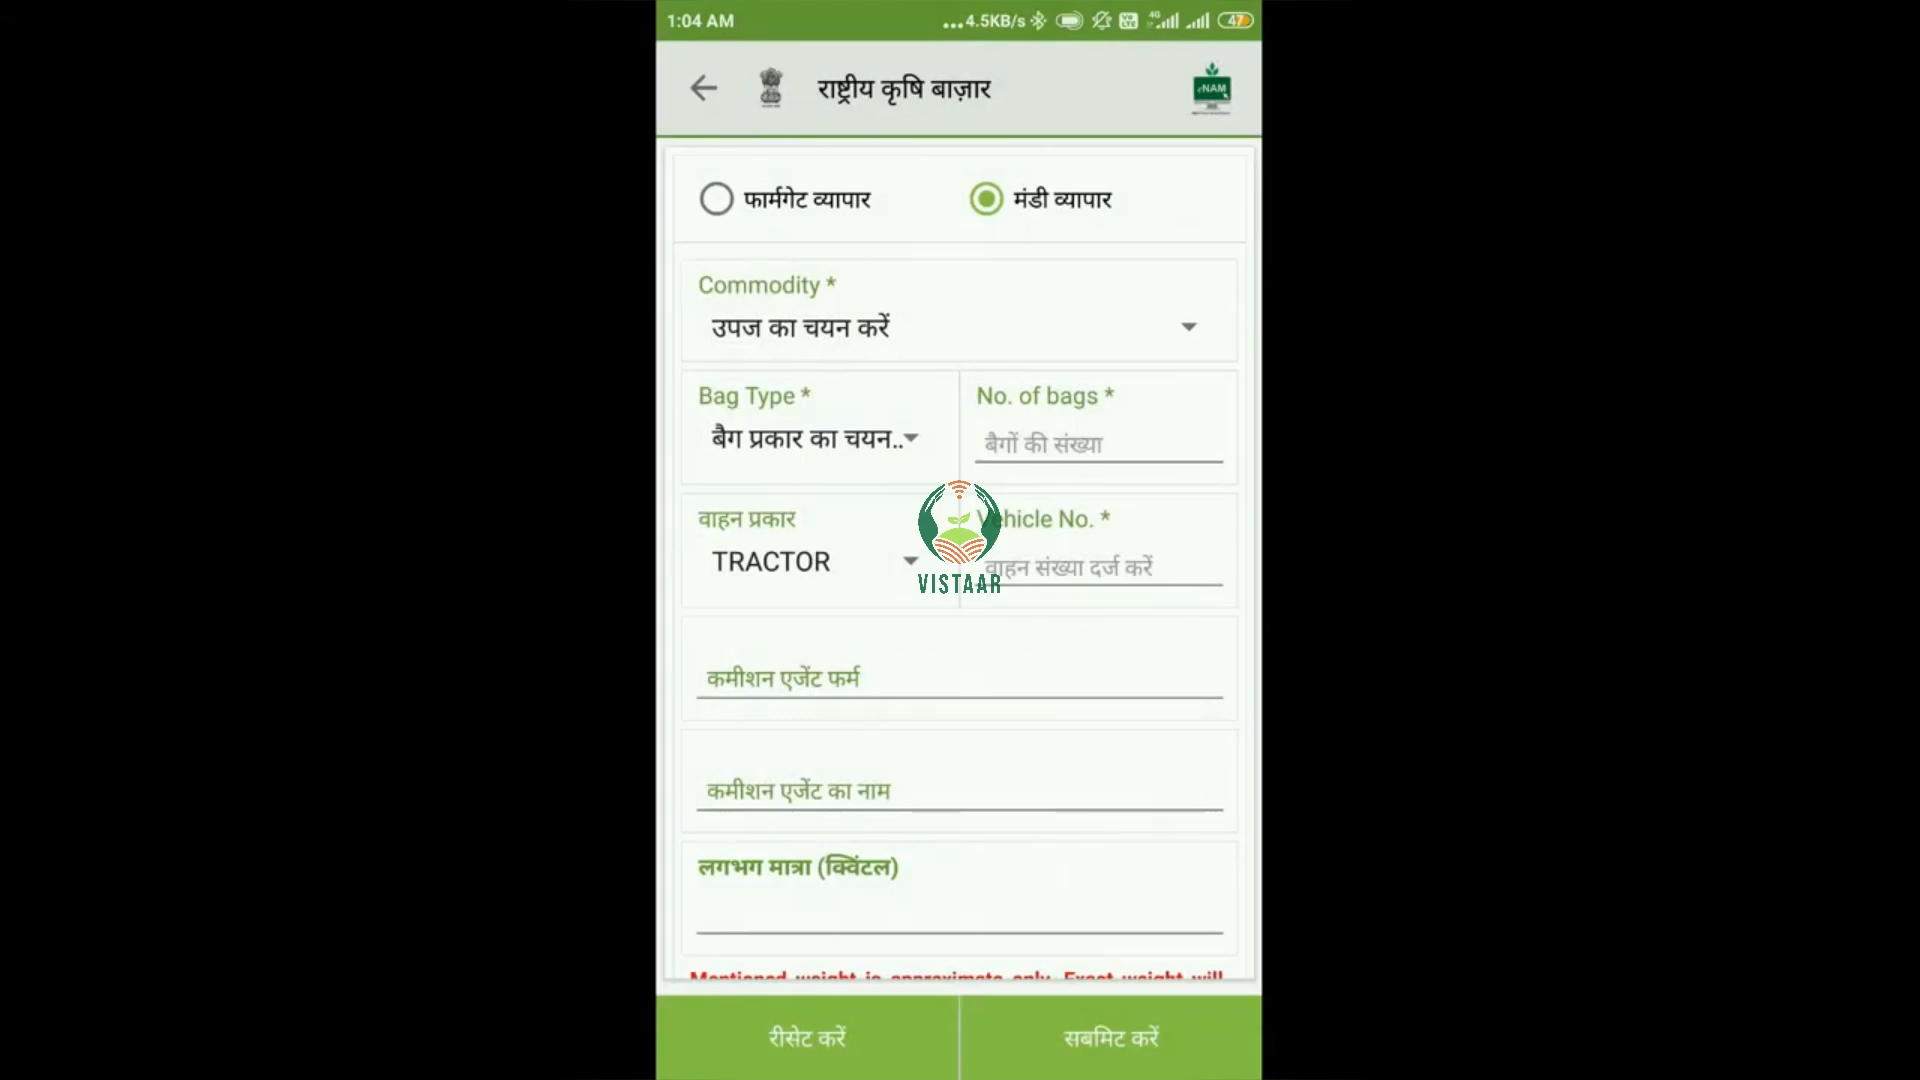 1:04 AM ...4.5KB/s 4G 47
राष्ट्रीय कृषि बाज़ार
eNAM
फार्मगेट व्यापार मंडी व्यापार
Commodity *
उपज का चयन करें
Bag Type * No. of bags *
बैग प्रकार का चयन.. बैगों की संख्या
वाहन प्रकार Vehicle No. *
TRACTOR वाहन संख्या दर्ज करें
VISTAAR
कमीशन एजेंट फर्म
कमीशन एजेंट का नाम
लगभग मात्रा (क्विंटल)
Mentioned weight is approximate only. Exact weight will
रीसेट करें सबमिट करें